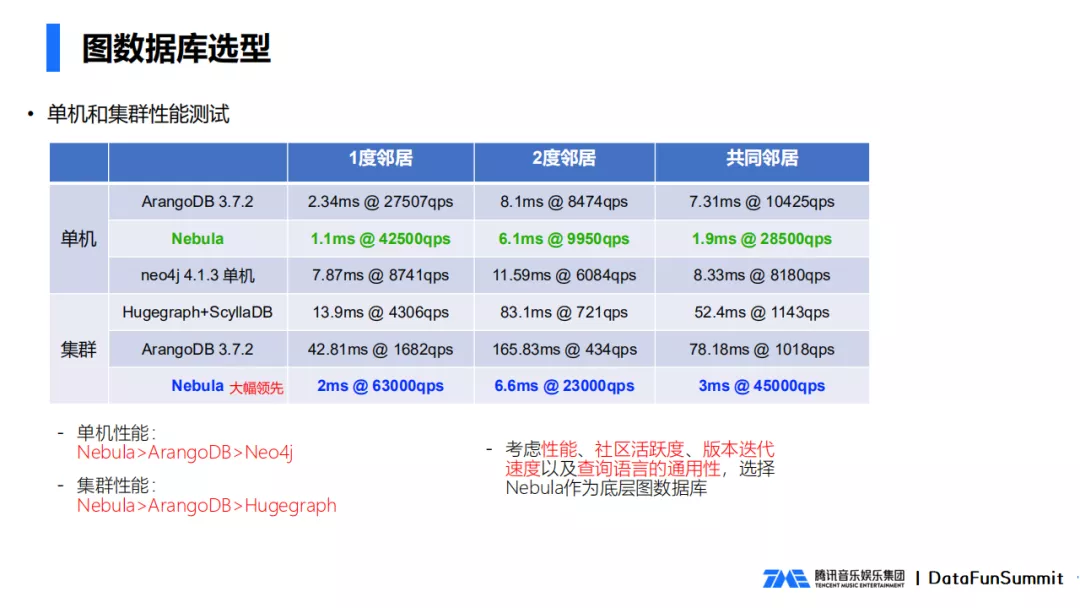 图数据库选型
• 单机和集群性能测试
1度邻居 2度邻居 共同邻居
单机
ArangoDB 3.7.2 2.34ms @ 27507qps 8.1ms @ 8474qps 7.31ms @ 10425qps
Nebula 1.1ms @ 42500qps 6.1ms @ 9950qps 1.9ms @ 28500qps
neo4j 4.1.3 单机 7.87ms @ 8741qps 11.59ms @ 6084qps 8.33ms @ 8180qps
集群
Hugegraph+ScyllaDB 13.9ms @ 4306qps 83.1ms @ 721qps 52.4ms @ 1143qps
ArangoDB 3.7.2 42.81ms @ 1682qps 165.83ms @ 434qps 78.18ms @ 1018qps
Nebula 大幅领先 2ms @ 63000qps 6.6ms @ 23000qps 3ms @ 45000qps
- 单机性能：
Nebula>ArangoDB>Neo4j
- 集群性能：
Nebula>ArangoDB>Hugegraph
- 考虑性能、社区活跃度、版本迭代
速度以及查询语言的通用性，选择
Nebula作为底层图数据库
TME 腾讯音乐娱乐集团
TENCENT MUSIC ENTERTAINMENT
| DataFunSummit